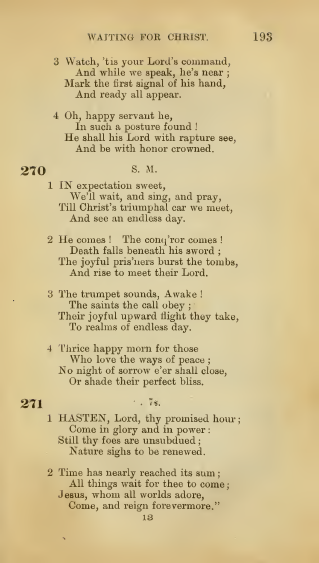 WAITING FOR CHRIST. 193
3 Watch, 'tis your Lord's command,
And while we speak, he's near ;
Mark the first signal of his hand,
And ready all appear.
4 Oh, happy servant he,
In such a posture found !
He shall his Lord with rapture see,
And be with honor crowned.
270 S. M.
1 IN expectation sweet,
We'll wait, and sing, and pray,
Till Christ's triumphal car we meet,
And see an endless day.
2 He comes ! The conq'ror comes !
Death falls beneath his sword ;
The joyful pris'ners burst the tombs,
And rise to meet their Lord.
3 The trumpet sounds, Awake !
The saints the call obey ;
Their joyful upward flight they take,
To realms of endless day.
4 Thrice happy morn for those
Who love the ways of peace ;
No night of sorrow e'er shall close,
Or shade their perfect bliss.
271 7s.
1 HASTEN, Lord, thy promised hour ;
Come in glory and in power :
Still thy foes are unsubdued ;
Nature sighs to be renewed.
2 Time has nearly reached its sum ;
All things wait for thee to come ;
Jesus, whom all worlds adore,
Come, and reign forevermore."
13